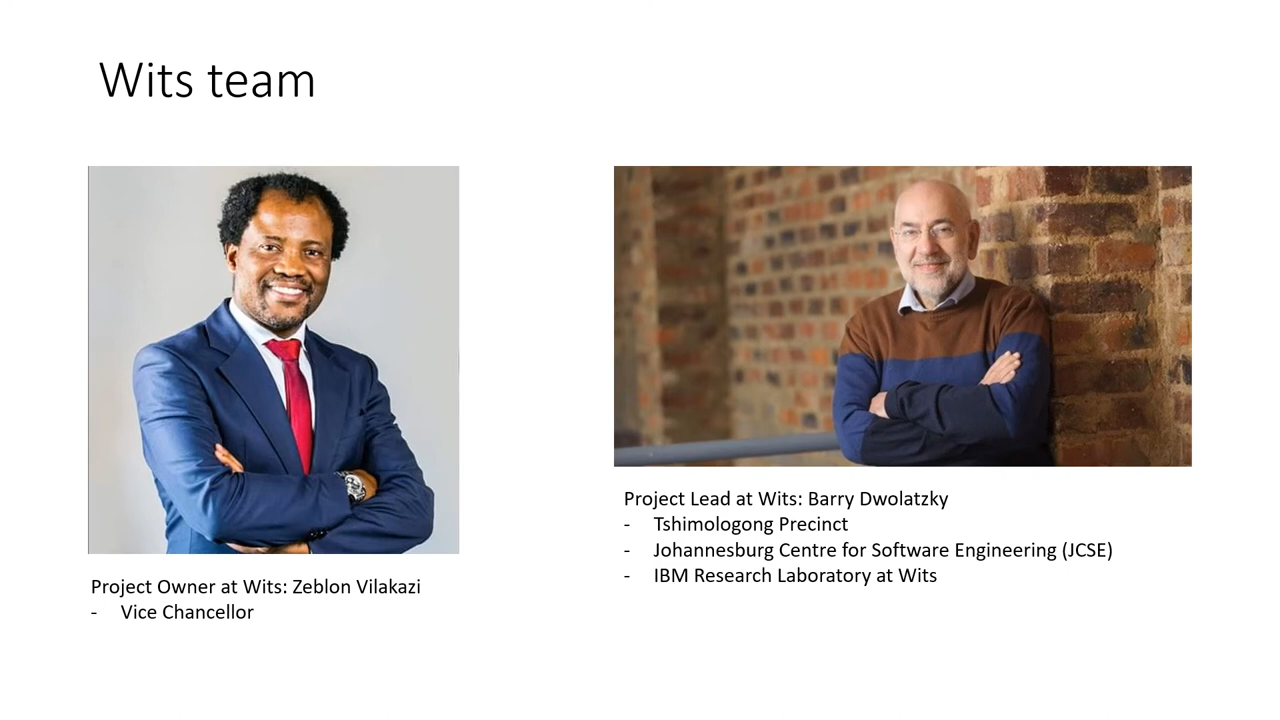 Wits team
Project Owner at Wits: Zeblon Vilakazi
- Vice Chancellor
Project Lead at Wits: Barry Dwolatzky
- Tshimologong Precinct
- Johannesburg Centre for Software Engineering (JCSE)
- IBM Research Laboratory at Wits